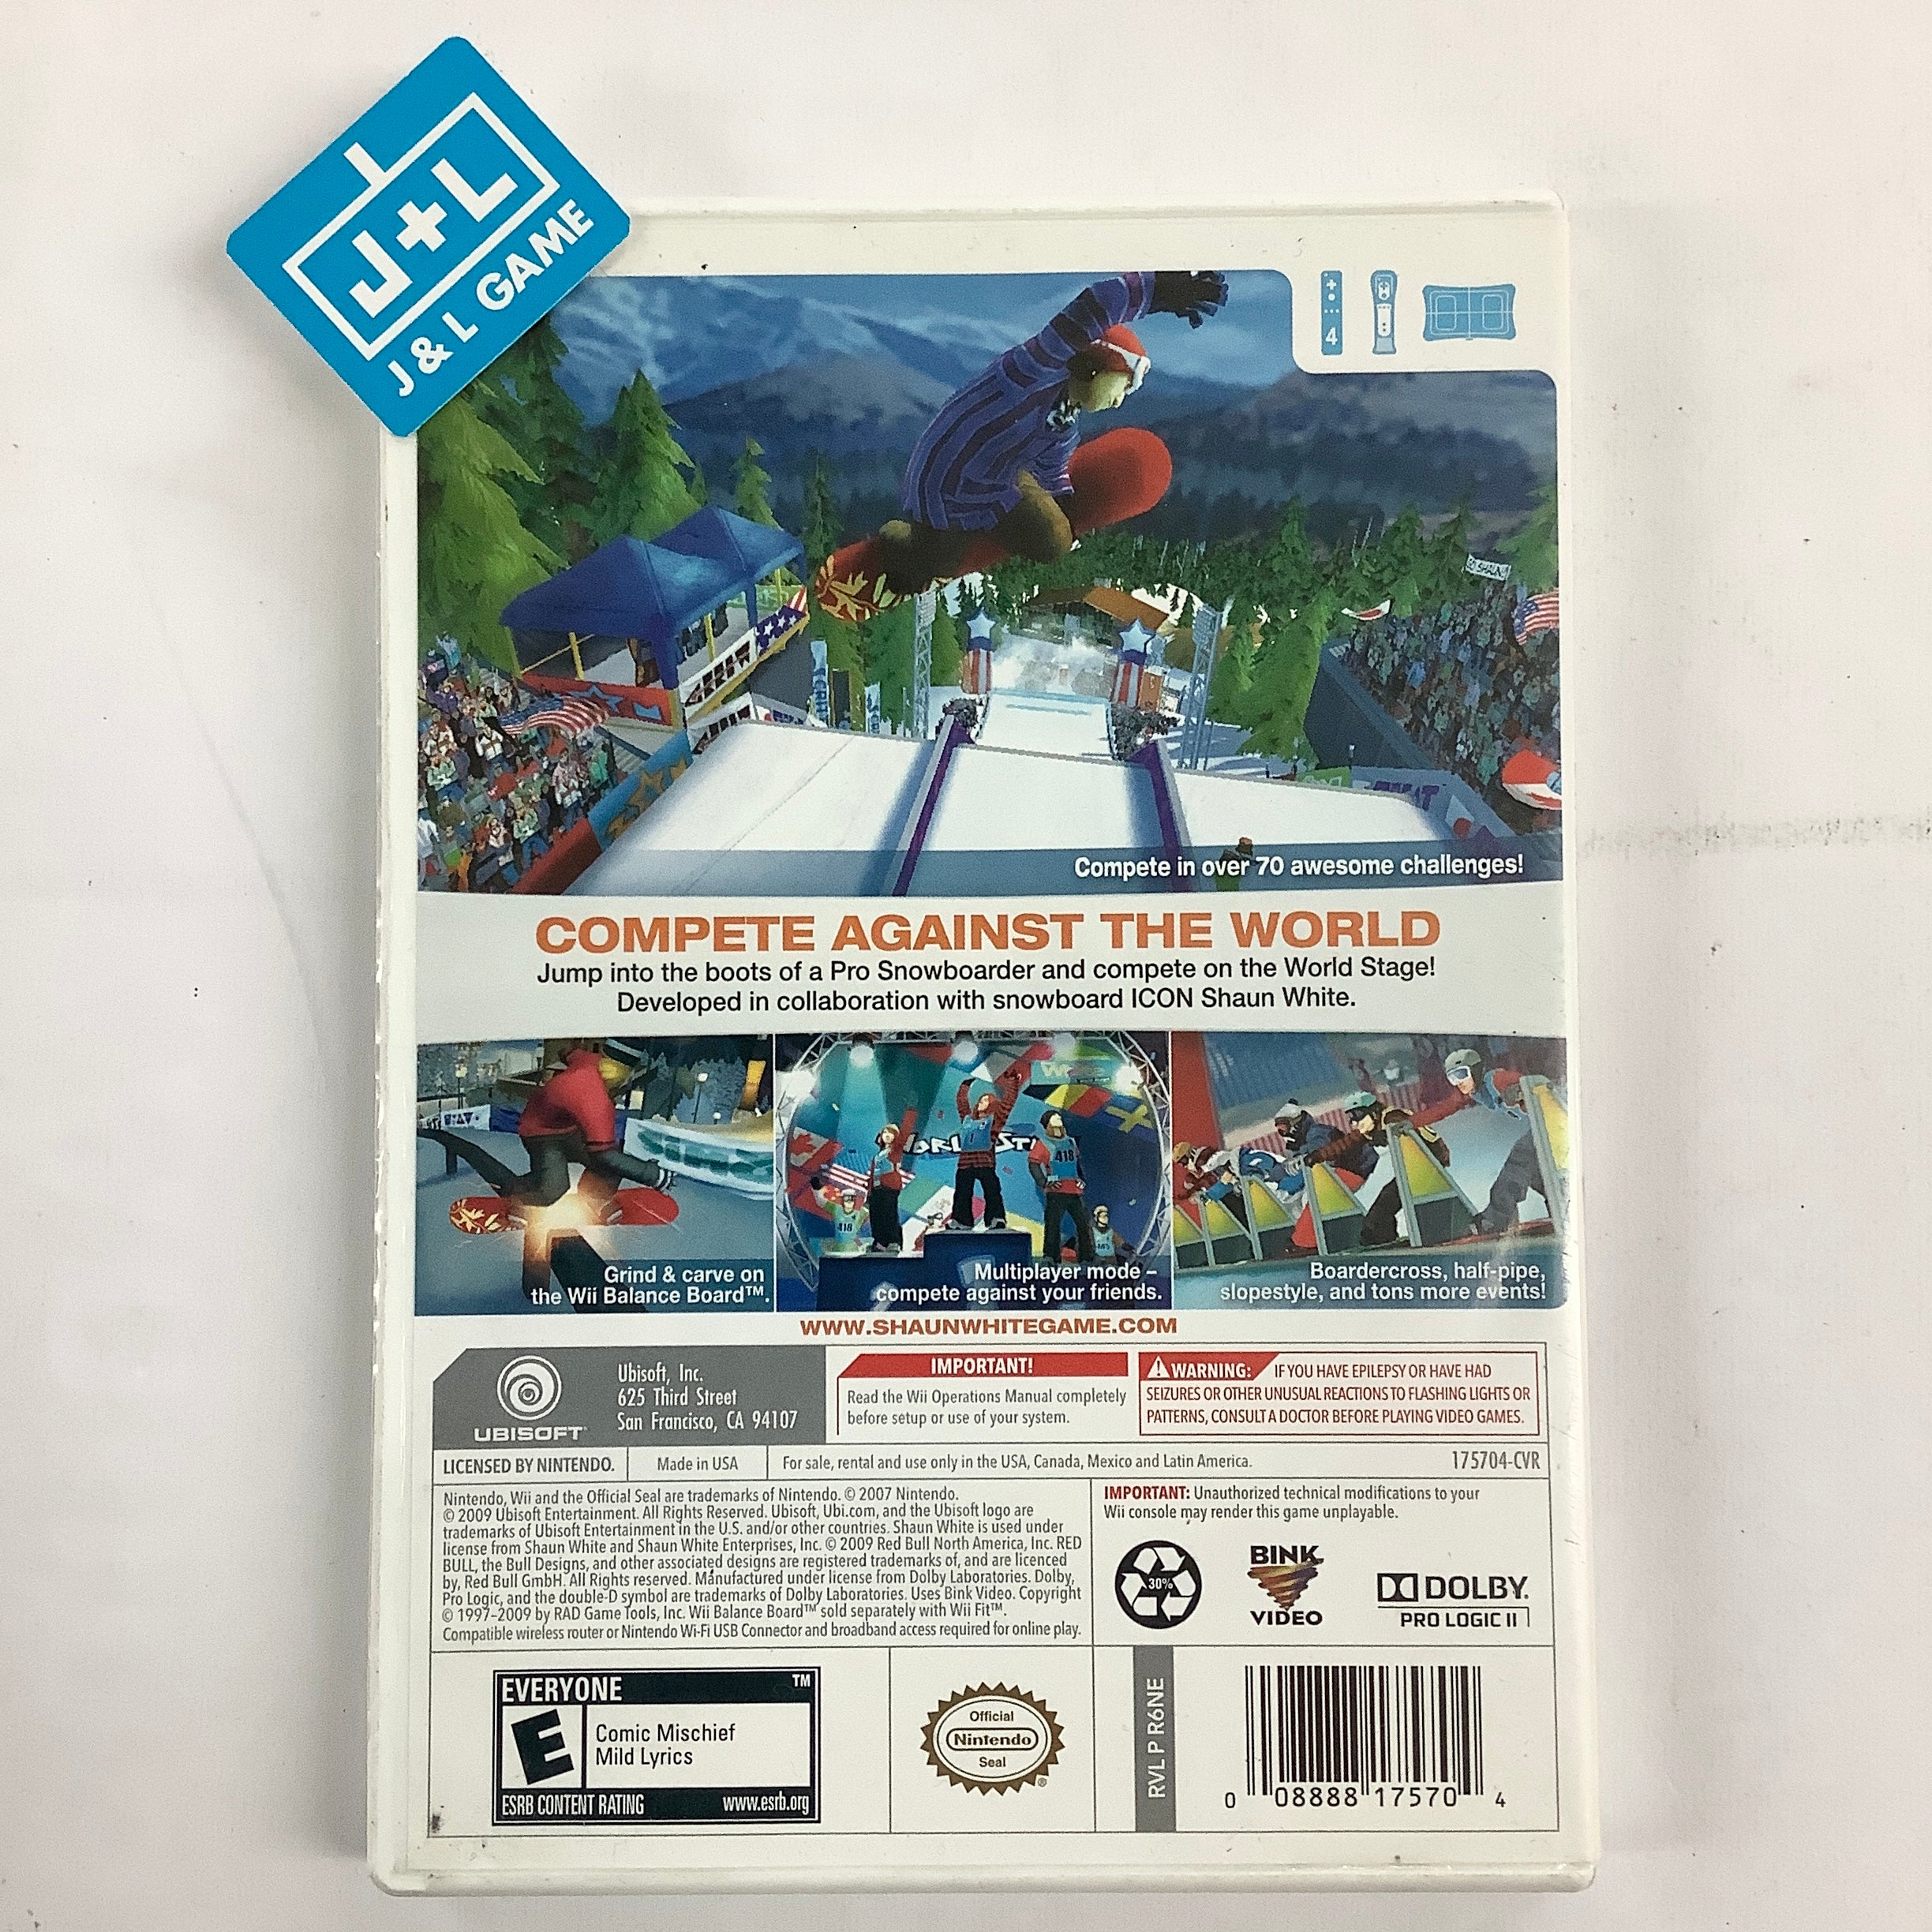 J+L
J & L GAME
4
GO SHAUN!
Compete in over 70 awesome challenges!
COMPETE AGAINST THE WORLD
Jump into the boots of a Pro Snowboarder and compete on the World Stage!
Developed in collaboration with snowboard ICON Shaun White.
418
418
Grind & carve on
the Wii Balance Board™.
Multiplayer mode –
compete against your friends.
Boardercross, half-pipe,
slopestyle, and tons more events!
WWW.SHAUNWHITEGAME.COM
UBISOFT
Ubisoft, Inc.
625 Third Street
San Francisco, CA 94107
IMPORTANT!
Read the Wii Operations Manual completely
before setup or use of your system.
WARNING: IF YOU HAVE EPILEPSY OR HAVE HAD
SEIZURES OR OTHER UNUSUAL REACTIONS TO FLASHING LIGHTS OR
PATTERNS, CONSULT A DOCTOR BEFORE PLAYING VIDEO GAMES.
LICENSED BY NINTENDO.
Made in USA
For sale, rental and use only in the USA, Canada, Mexico and Latin America.
175704-CVR
Nintendo, Wii and the Official Seal are trademarks of Nintendo. © 2007 Nintendo.
© 2009 Ubisoft Entertainment. All Rights Reserved. Ubisoft, Ubi.com, and the Ubisoft logo are
trademarks of Ubisoft Entertainment in the U.S. and/or other countries. Shaun White is used under
license from Shaun White and Shaun White Enterprises, Inc. © 2009 Red Bull North America, Inc. RED
BULL, the Bull Designs, and other associated designs are registered trademarks of, and are licenced
by, Red Bull GmbH. All Rights reserved. Manufactured under license from Dolby Laboratories. Dolby,
Pro Logic, and the double-D symbol are trademarks of Dolby Laboratories. Uses Bink Video. Copyright
© 1997–2009 by RAD Game Tools, Inc. Wii Balance Board™ sold separately with Wii Fit™.
Compatible wireless router or Nintendo Wi-Fi USB Connector and broadband access required for online play.
IMPORTANT: Unauthorized technical modifications to your
Wii console may render this game unplayable.
30%
BINK
VIDEO
DOLBY.
PRO LOGIC II
EVERYONE ™
E
Comic Mischief
Mild Lyrics
ESRB CONTENT RATING www.esrb.org
Official
Nintendo
Seal
®
RVL P R6NE
0 08888 17570 4